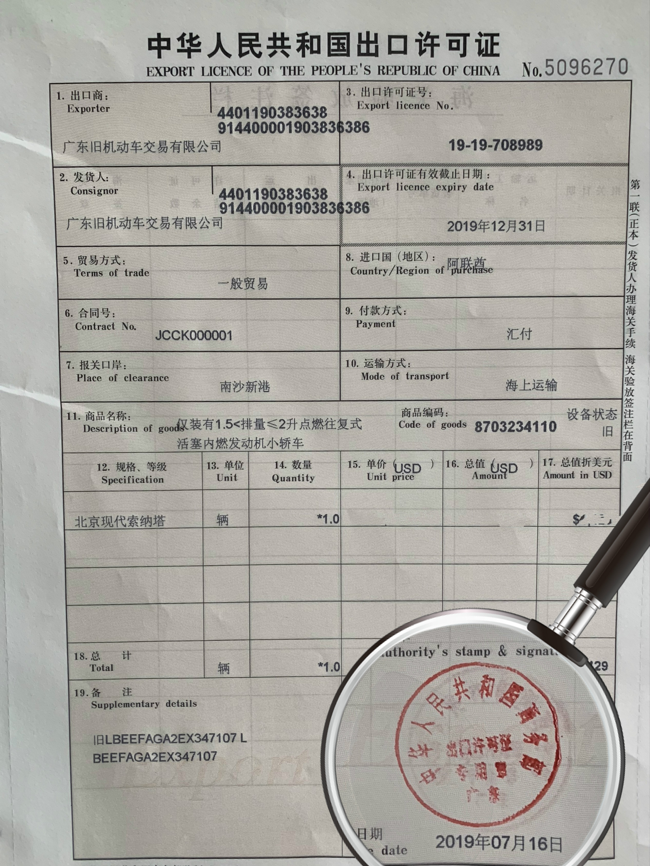 中华人民共和国出口许可证
EXPORT LICENCE OF THE PEOPLE'S REPUBLIC OF CHINA No. 5096270
1. 出口商：
Exporter
4401190383638
914400001903836386
广东旧机动车交易有限公司
3. 出口许可证号：
Export licence No.
19-19-708989
2. 发货人：
Consignor
4401190383638
914400001903836386
广东旧机动车交易有限公司
4. 出口许可证有效截止日期：
Export licence expiry date
2019年12月31日
5. 贸易方式：
Terms of trade
一般贸易
8. 进口国（地区）：
阿联酋
Country/Region of purchase
6. 合同号：
Contract No.
JCCK000001
9. 付款方式：
Payment
汇付
7. 报关口岸：
Place of clearance
南沙新港
10. 运输方式：
Mode of transport
海上运输
11. 商品名称：
Description of goods
仅装有1.5<排量≤2升点燃往复式
活塞内燃发动机小轿车
商品编码：
Code of goods 8703234110
设备状态
旧
12. 规格、等级
Specification
13. 单位
Unit
14. 数量
Quantity
15. 单价（USD）
Unit price
16. 总值（USD）
Amount
17. 总值折美元
Amount in USD
北京现代索纳塔 辆 *1.0
18. 总 计
Total
辆 *1.0
19. 备 注
Supplementary details
旧LBEEFAGA2EX347107 L
BEEFAGA2EX347107
authority's stamp &
中华人民共和国商务部
日期
date
2019年07月16日
第一联（正本）发货人办理海关手续 海关验放签注栏在背面